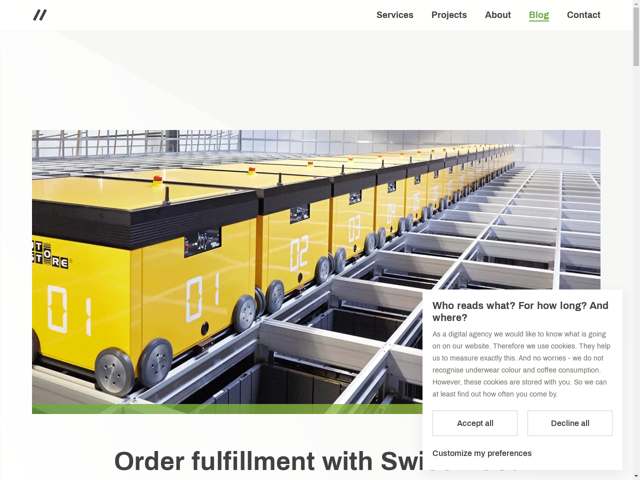 //
Services Projects About Blog Contact
STORE
01
01
02
03
Who reads what? For how long? And
where?
As a digital agency we would like to know what is going
on on our website. Therefore we use cookies. They help
us to measure exactly this. And no worries - we do not
recognise underwear colour and coffee consumption.
However, these cookies are stored with you. So we can
at least find out how often you come by.
Accept all Decline all
Customize my preferences
Order fulfillment with